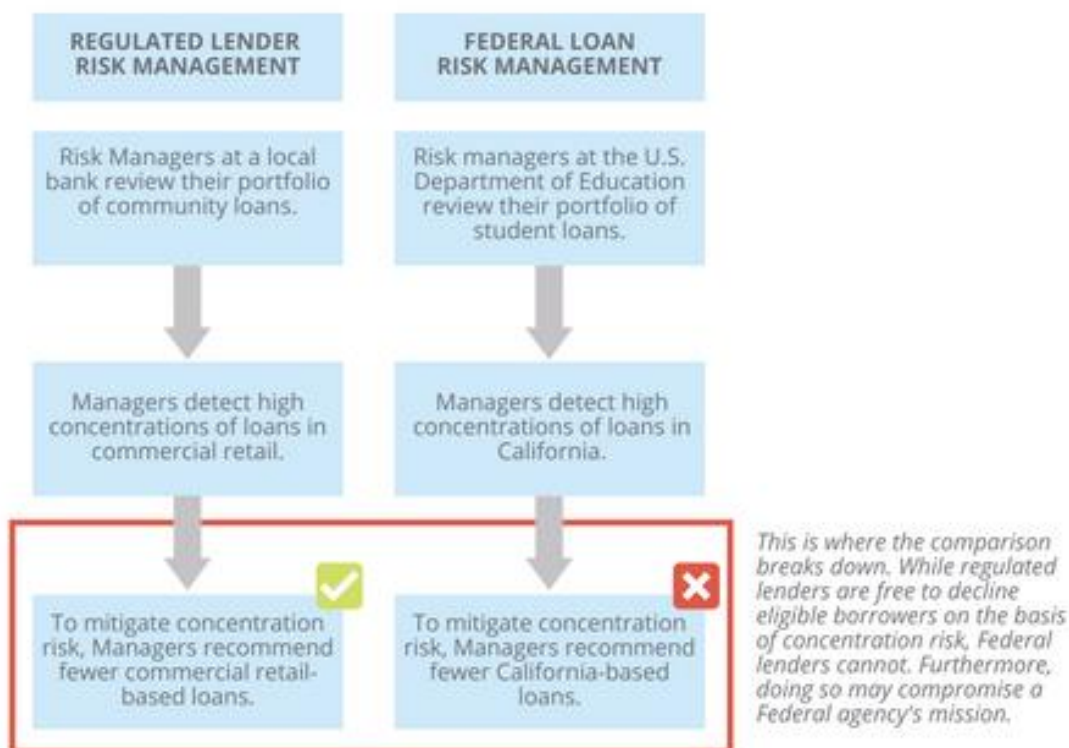 REGULATED LENDER
RISK MANAGEMENT
FEDERAL LOAN
RISK MANAGEMENT
Risk Managers at a local
bank review their portfolio
of community loans.
Risk managers at the U.S.
Department of Education
review their portfolio of
student loans.
Managers detect high
concentrations of loans in
commercial retail.
Managers detect high
concentrations of loans in
California.
To mitigate concentration
risk, Managers recommend
fewer commercial retail-
based loans.
To mitigate concentration
risk, Managers recommend
fewer California-based
loans.
This is where the comparison
breaks down. While regulated
lenders are free to decline
eligible borrowers on the basis
of concentration risk, Federal
lenders cannot. Furthermore,
doing so may compromise a
Federal agency's mission.